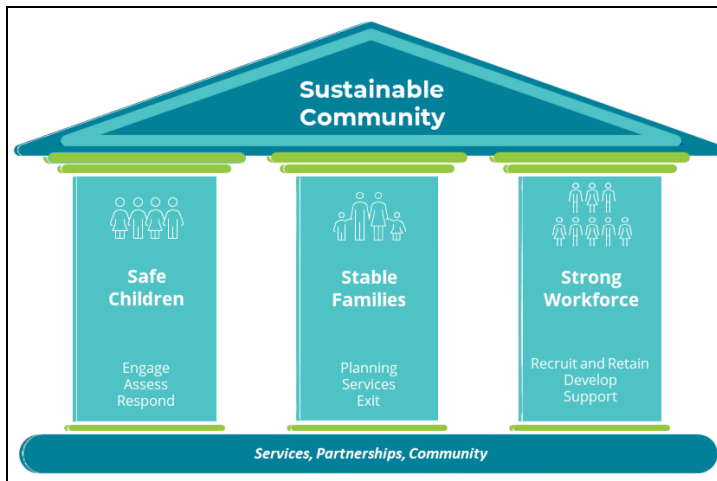 Sustainable
Community
Safe
Children
Engage
Assess
Respond
Stable
Families
Planning
Services
Exit
Strong
Workforce
Recruit and Retain
Develop
Support
Services, Partnerships, Community